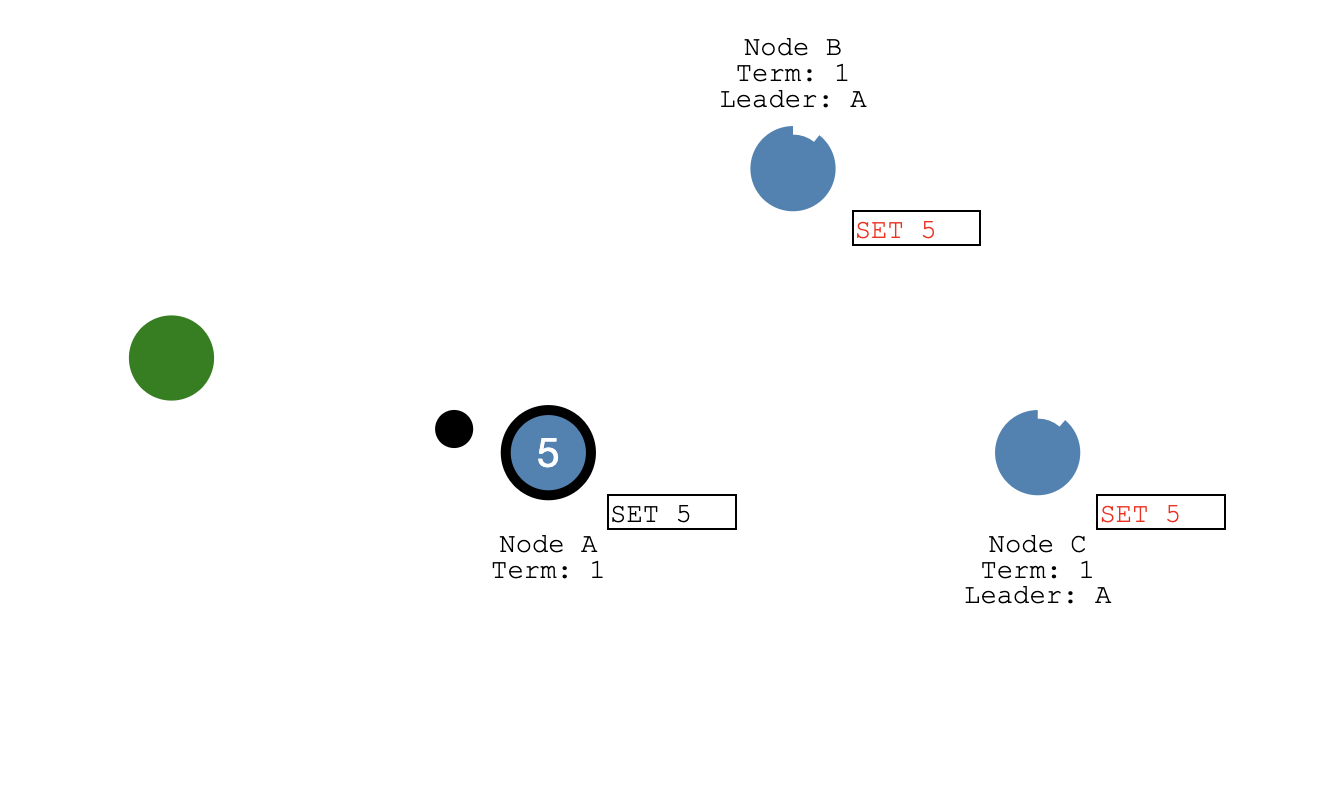 Node B
Term: 1
Leader: A
SET 5
5
SET 5
Node A
Term: 1
SET 5
Node C
Term: 1
Leader: A